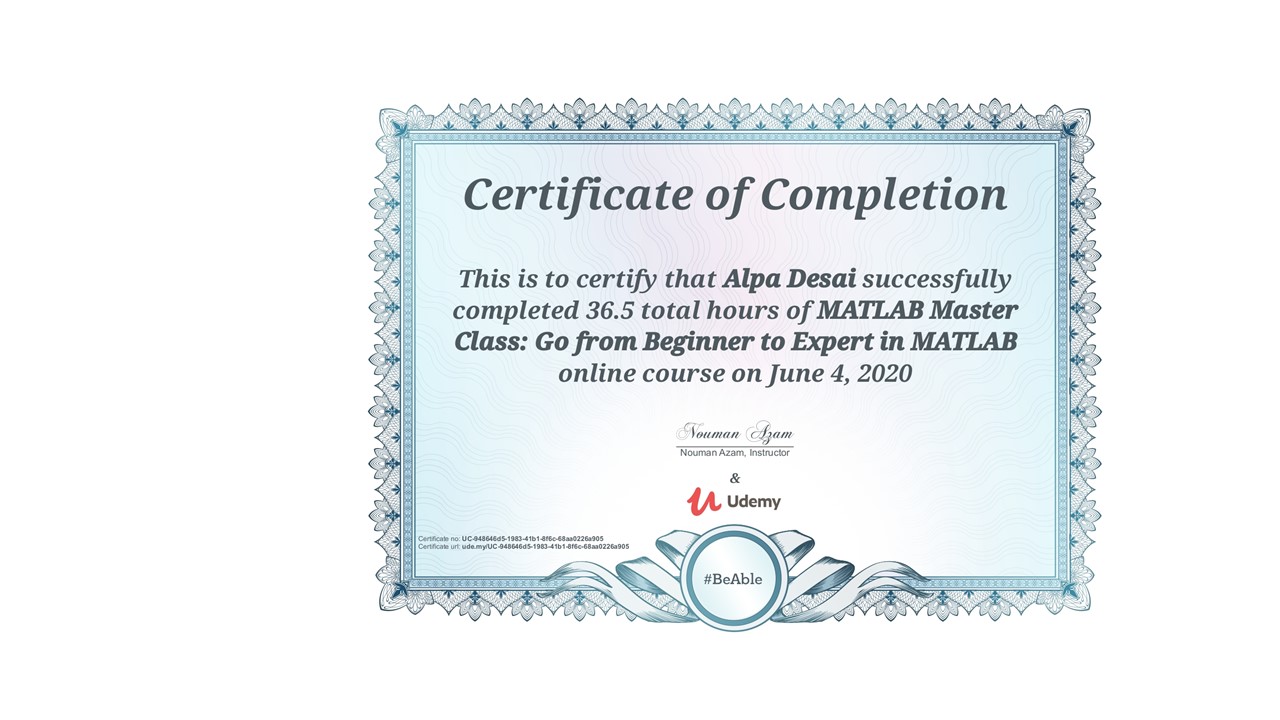 Certificate of Completion
This is to certify that Alpa Desai successfully
completed 36.5 total hours of MATLAB Master
Class: Go from Beginner to Expert in MATLAB
online course on June 4, 2020
Nouman Azam
Nouman Azam, Instructor
&
Udemy
Certificate no: UC-948646d5-1983-41b1-8f6c-68aa0226a905
Certificate url: ude.my/UC-948646d5-1983-41b1-8f6c-68aa0226a905
#BeAble